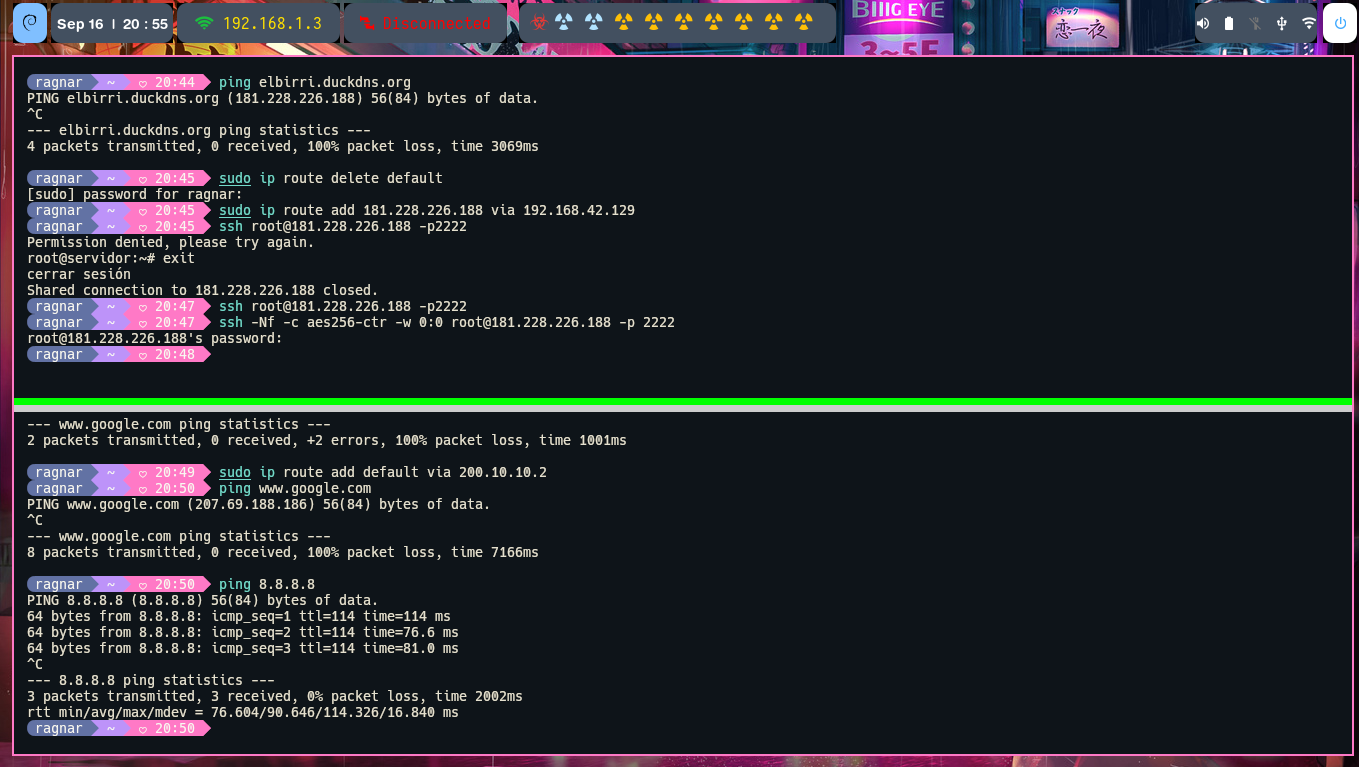 Sep 16 | 20 : 55
192.168.1.3
Disconnected
BIIIG EYE
3~5F
スナック
恋一夜
ragnar ~ ♡ 20:44 ping elbirri.duckdns.org
PING elbirri.duckdns.org (181.228.226.188) 56(84) bytes of data.
^C
--- elbirri.duckdns.org ping statistics ---
4 packets transmitted, 0 received, 100% packet loss, time 3069ms
ragnar ~ ♡ 20:45 sudo ip route delete default
[sudo] password for ragnar:
ragnar ~ ♡ 20:45 sudo ip route add 181.228.226.188 via 192.168.42.129
ragnar ~ ♡ 20:45 ssh root@181.228.226.188 -p2222
Permission denied, please try again.
root@servidor:~# exit
cerrar sesión
Shared connection to 181.228.226.188 closed.
ragnar ~ ♡ 20:47 ssh root@181.228.226.188 -p2222
ragnar ~ ♡ 20:47 ssh -Nf -c aes256-ctr -w 0:0 root@181.228.226.188 -p 2222
root@181.228.226.188's password:
ragnar ~ ♡ 20:48
--- www.google.com ping statistics ---
2 packets transmitted, 0 received, +2 errors, 100% packet loss, time 1001ms
ragnar ~ ♡ 20:49 sudo ip route add default via 200.10.10.2
ragnar ~ ♡ 20:50 ping www.google.com
PING www.google.com (207.69.188.186) 56(84) bytes of data.
^C
--- www.google.com ping statistics ---
8 packets transmitted, 0 received, 100% packet loss, time 7166ms
ragnar ~ ♡ 20:50 ping 8.8.8.8
PING 8.8.8.8 (8.8.8.8) 56(84) bytes of data.
64 bytes from 8.8.8.8: icmp_seq=1 ttl=114 time=114 ms
64 bytes from 8.8.8.8: icmp_seq=2 ttl=114 time=76.6 ms
64 bytes from 8.8.8.8: icmp_seq=3 ttl=114 time=81.0 ms
^C
--- 8.8.8.8 ping statistics ---
3 packets transmitted, 3 received, 0% packet loss, time 2002ms
rtt min/avg/max/mdev = 76.604/90.646/114.326/16.840 ms
ragnar ~ ♡ 20:50